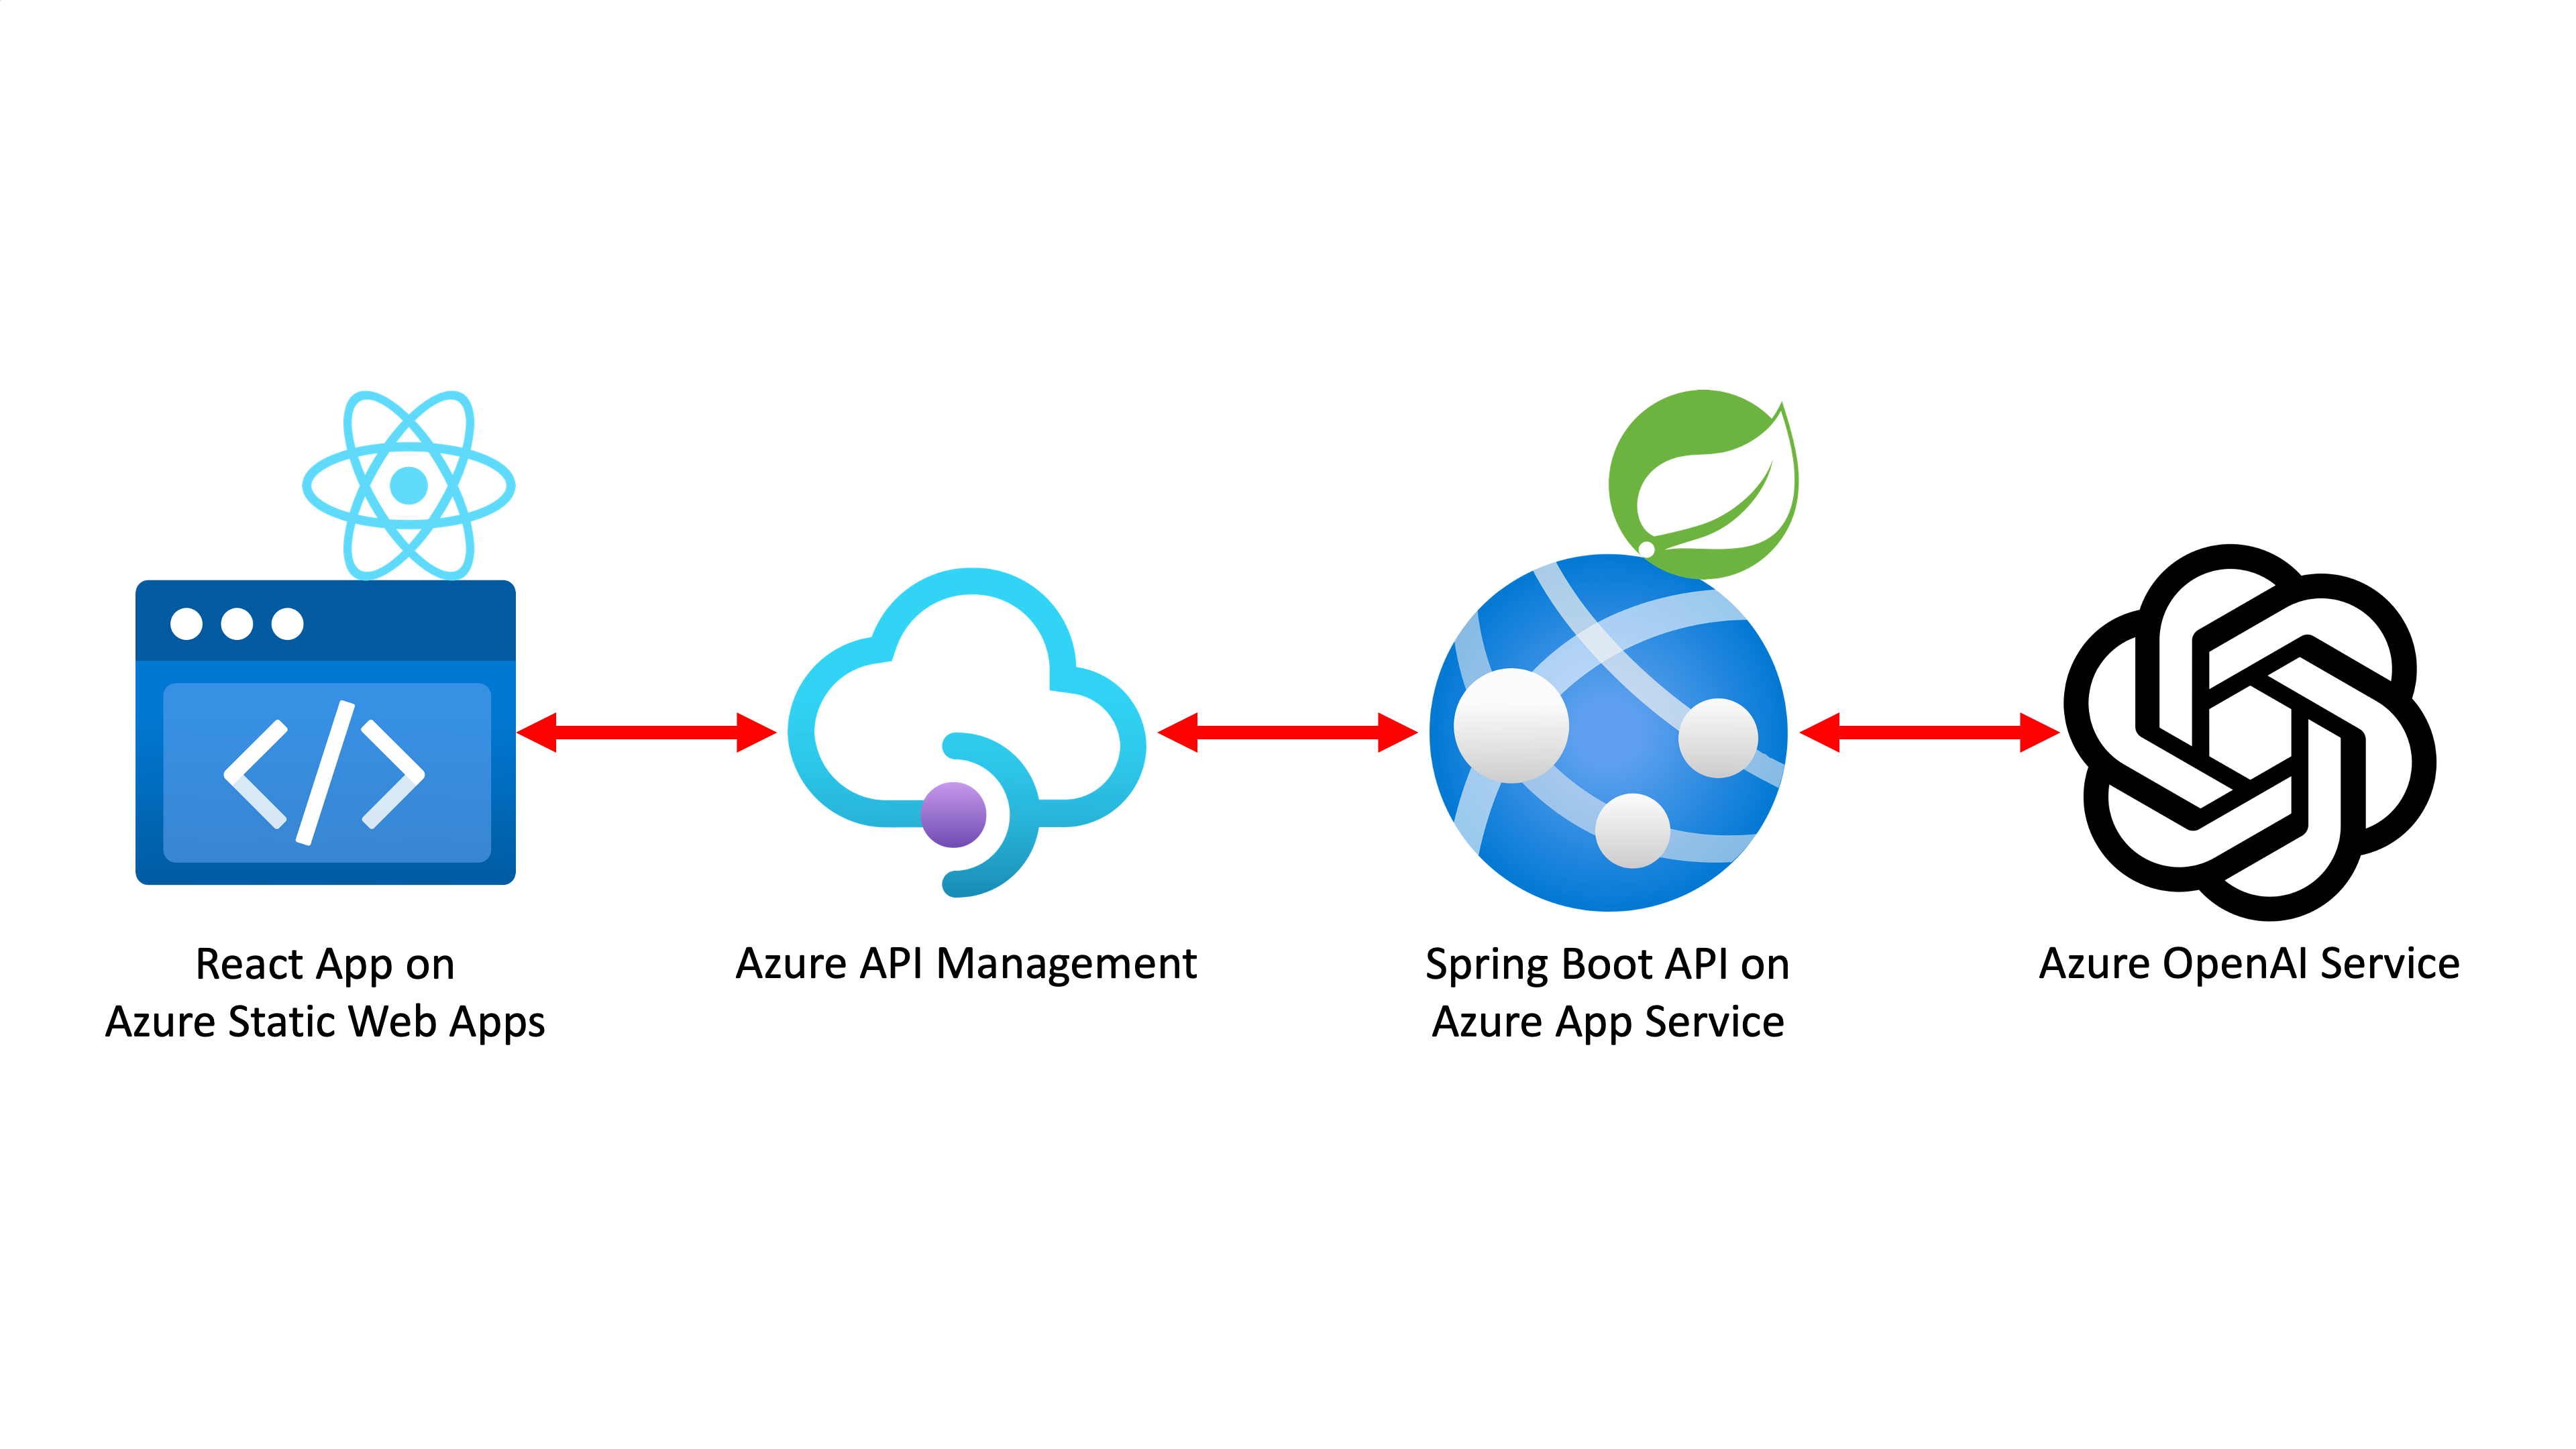 React App on
Azure Static Web Apps
Azure API Management
Spring Boot API on
Azure App Service
Azure OpenAI Service